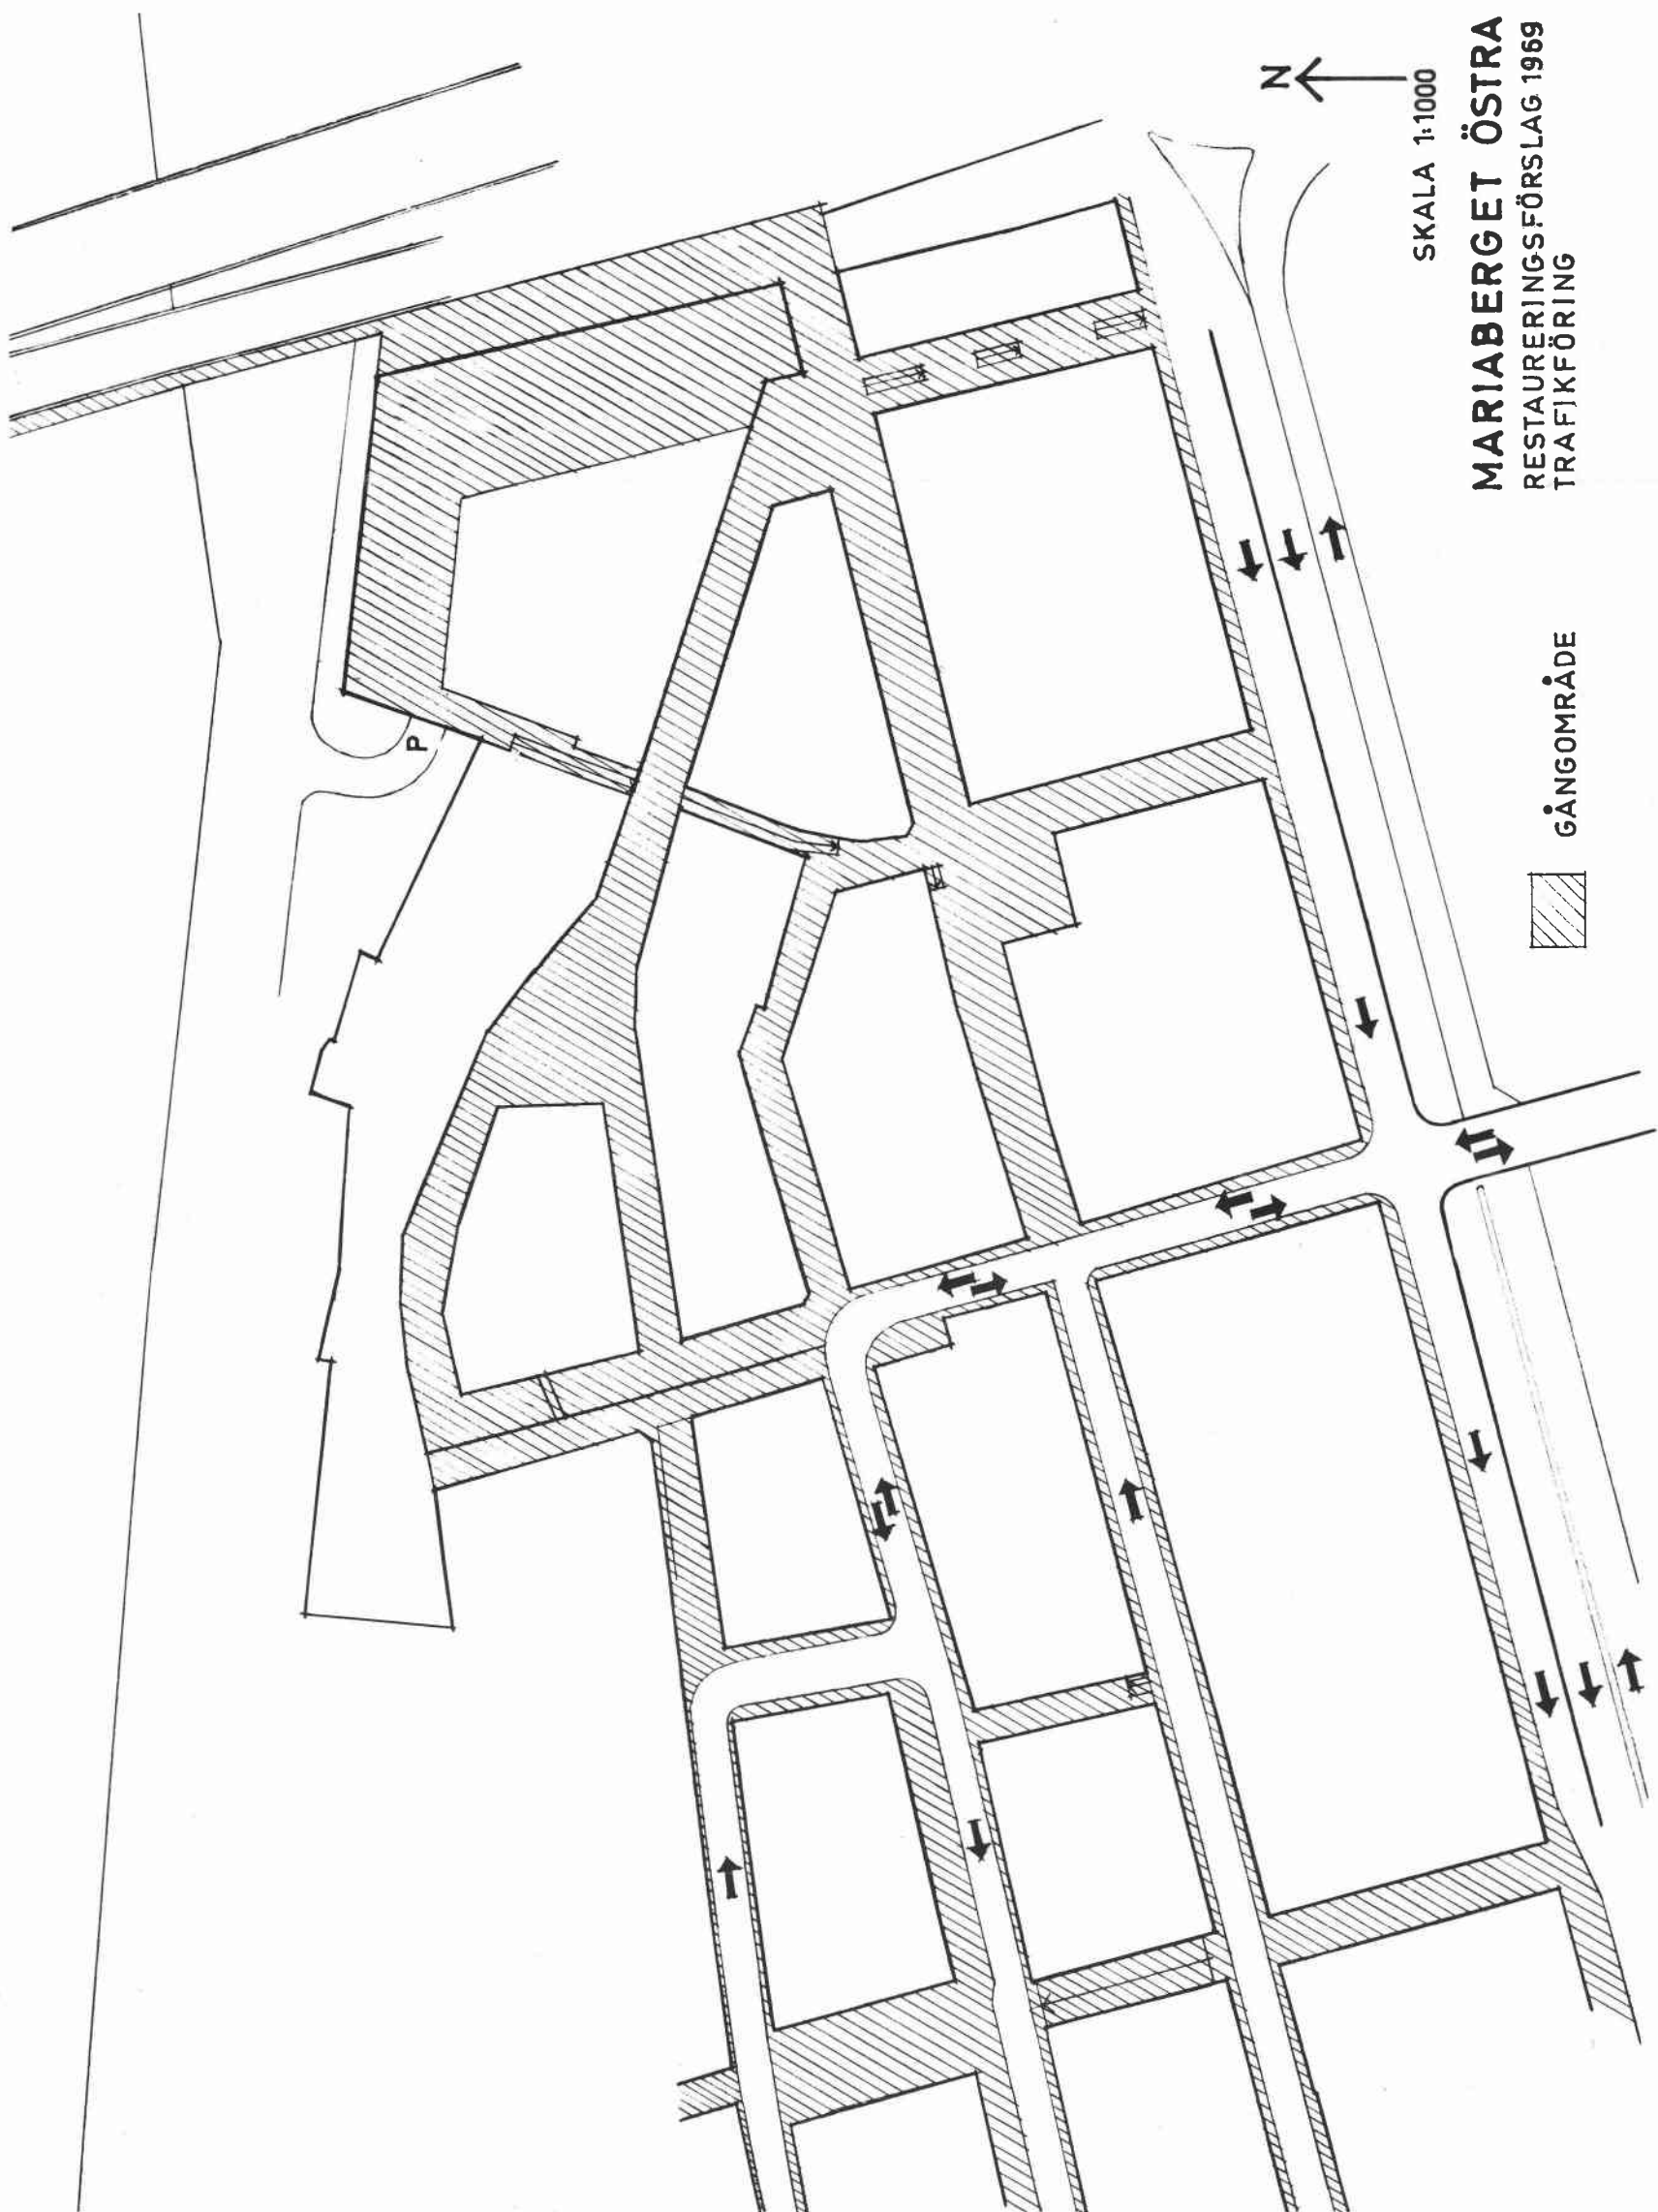 P
N
SKALA 1:1000
MARIABERGET ÖSTRA
RESTAURERINGSFÖRSLAG 1969
TRAFIKFÖRING
GÅNGOMRÅDE